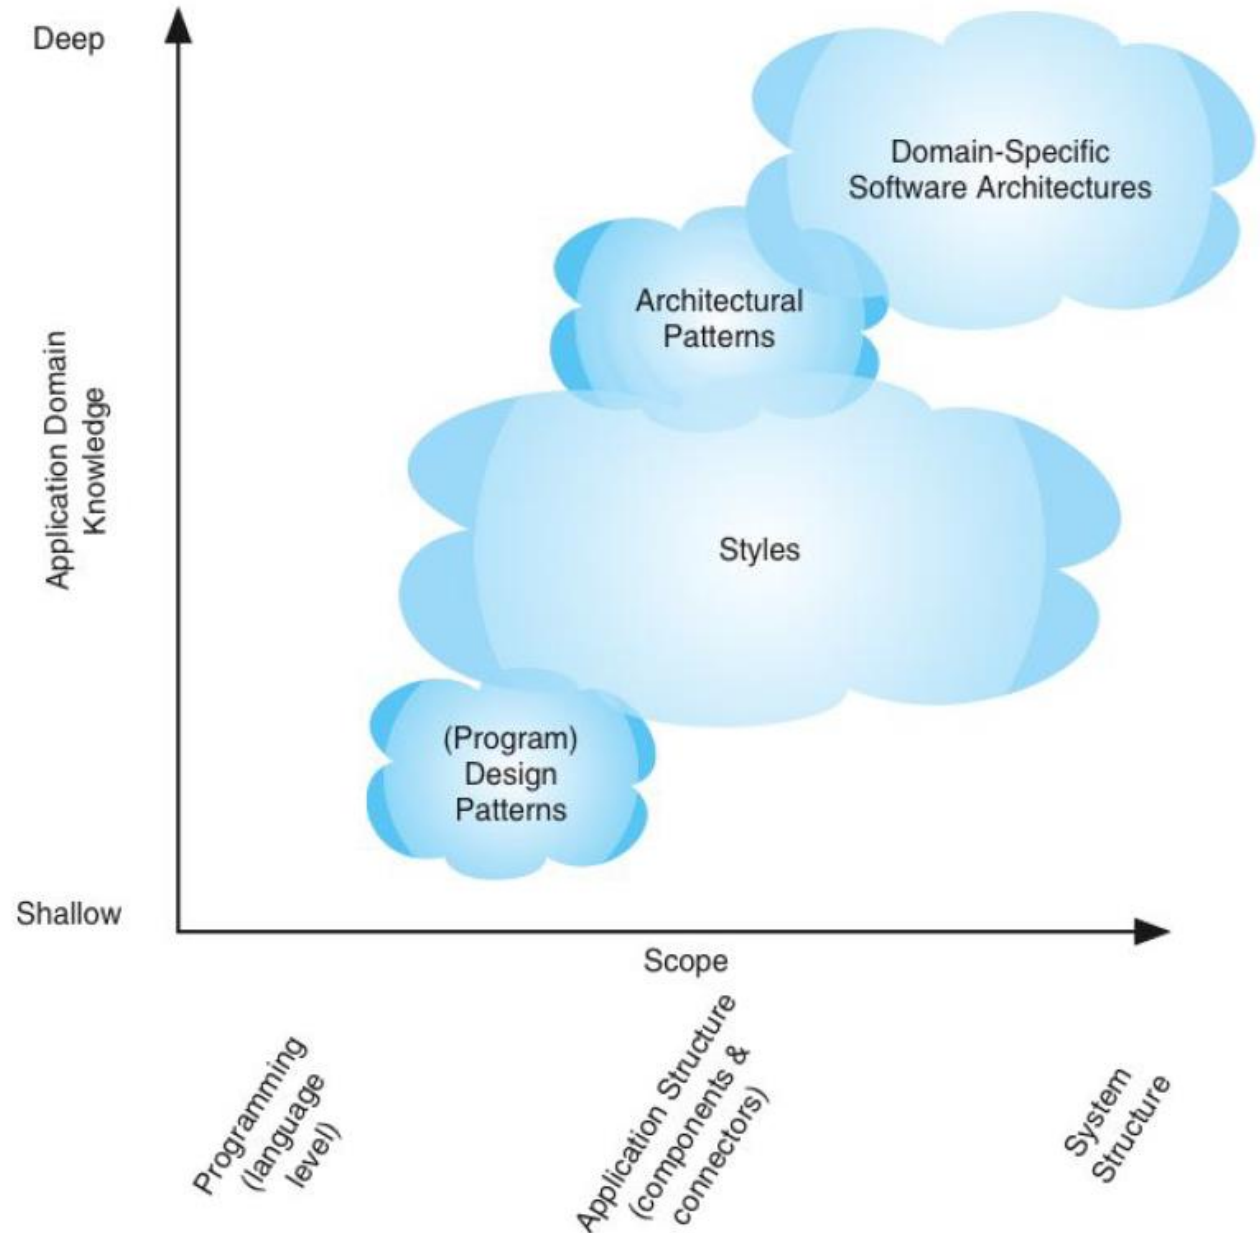 Deep
Domain-Specific
Software Architectures
Architectural
Patterns
Application Domain
Knowledge
Styles
(Program)
Design
Patterns
Shallow
Scope
Programming
(language
level)
Application Structure
(components &
connectors)
System
Structure